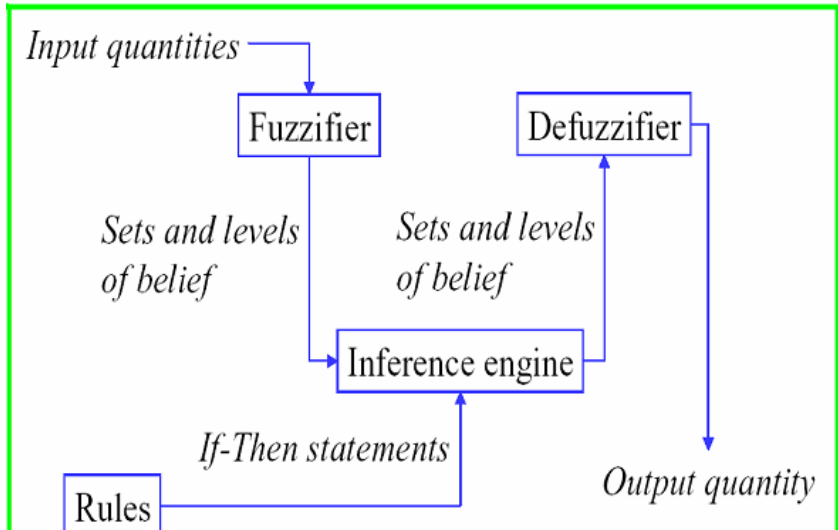 Input quantities
Fuzzifier
Defuzzifier
Sets and levels
of belief
Sets and levels
of belief
Inference engine
If-Then statements
Output quantity
Rules